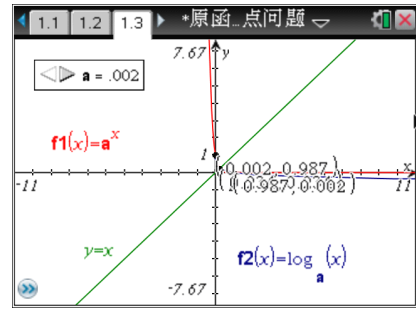 1.1 1.2 1.3 *原函…点问题
7.67 y
a = .002
f1(x)=a^x
1
(0.002, 0.987)
x
-11
(0.987, 0.002)
11
y=x
f2(x)=log_a(x)
-7.67